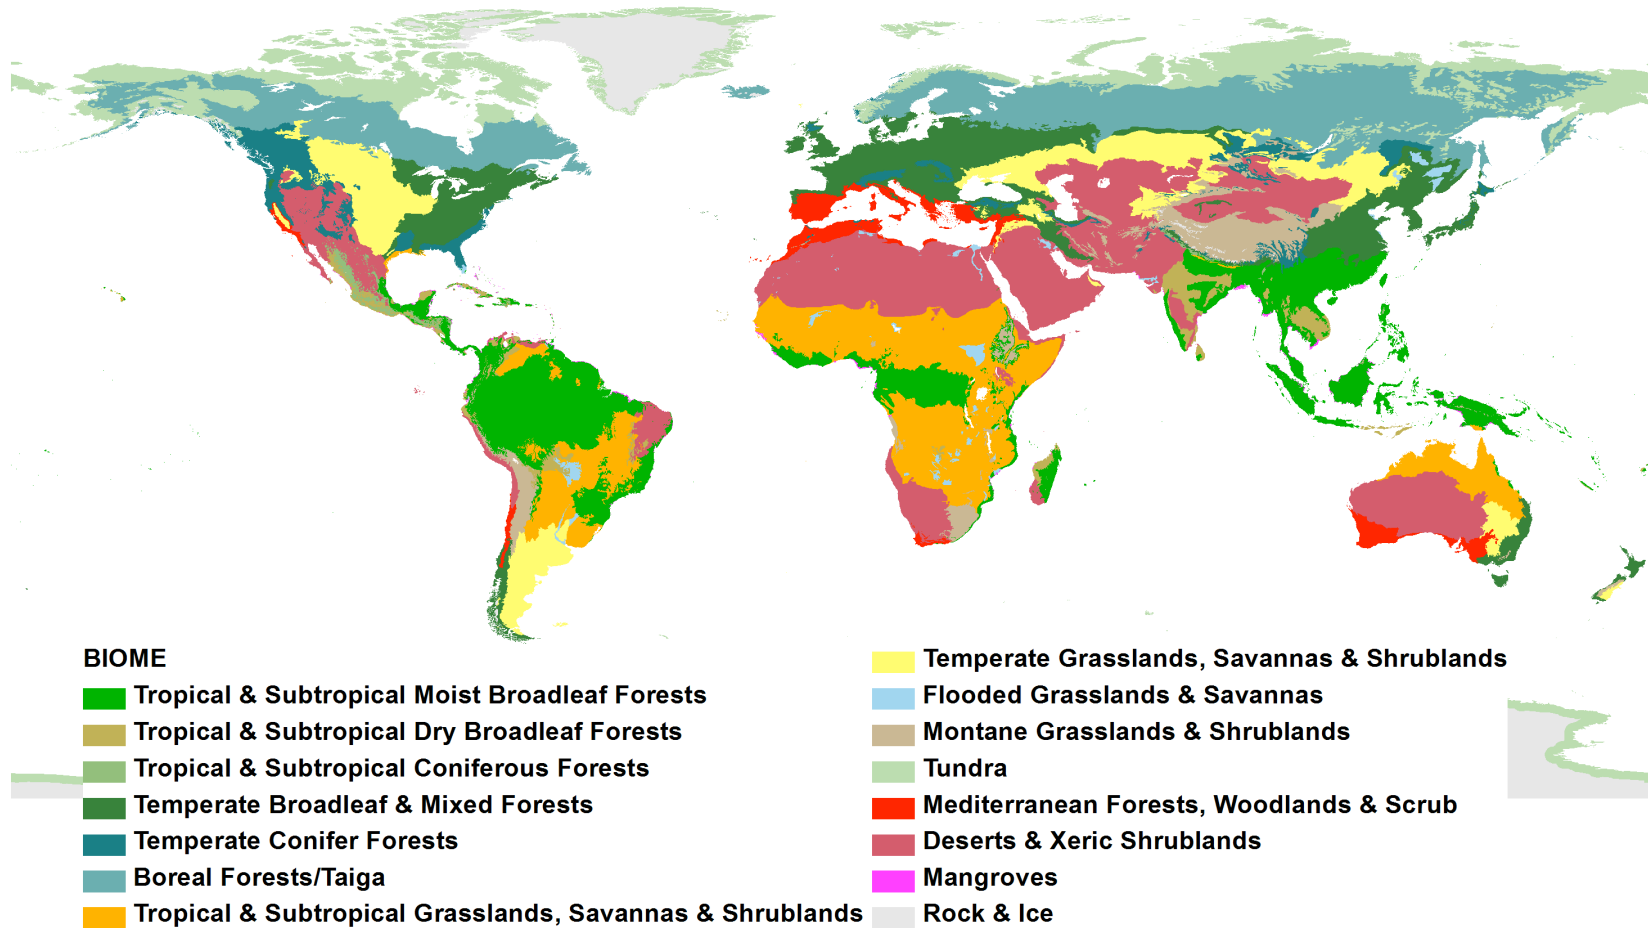 BIOME
Tropical & Subtropical Moist Broadleaf Forests
Tropical & Subtropical Dry Broadleaf Forests
Tropical & Subtropical Coniferous Forests
Temperate Broadleaf & Mixed Forests
Temperate Conifer Forests
Boreal Forests/Taiga
Tropical & Subtropical Grasslands, Savannas & Shrublands
Temperate Grasslands, Savannas & Shrublands
Flooded Grasslands & Savannas
Montane Grasslands & Shrublands
Tundra
Mediterranean Forests, Woodlands & Scrub
Deserts & Xeric Shrublands
Mangroves
Rock & Ice